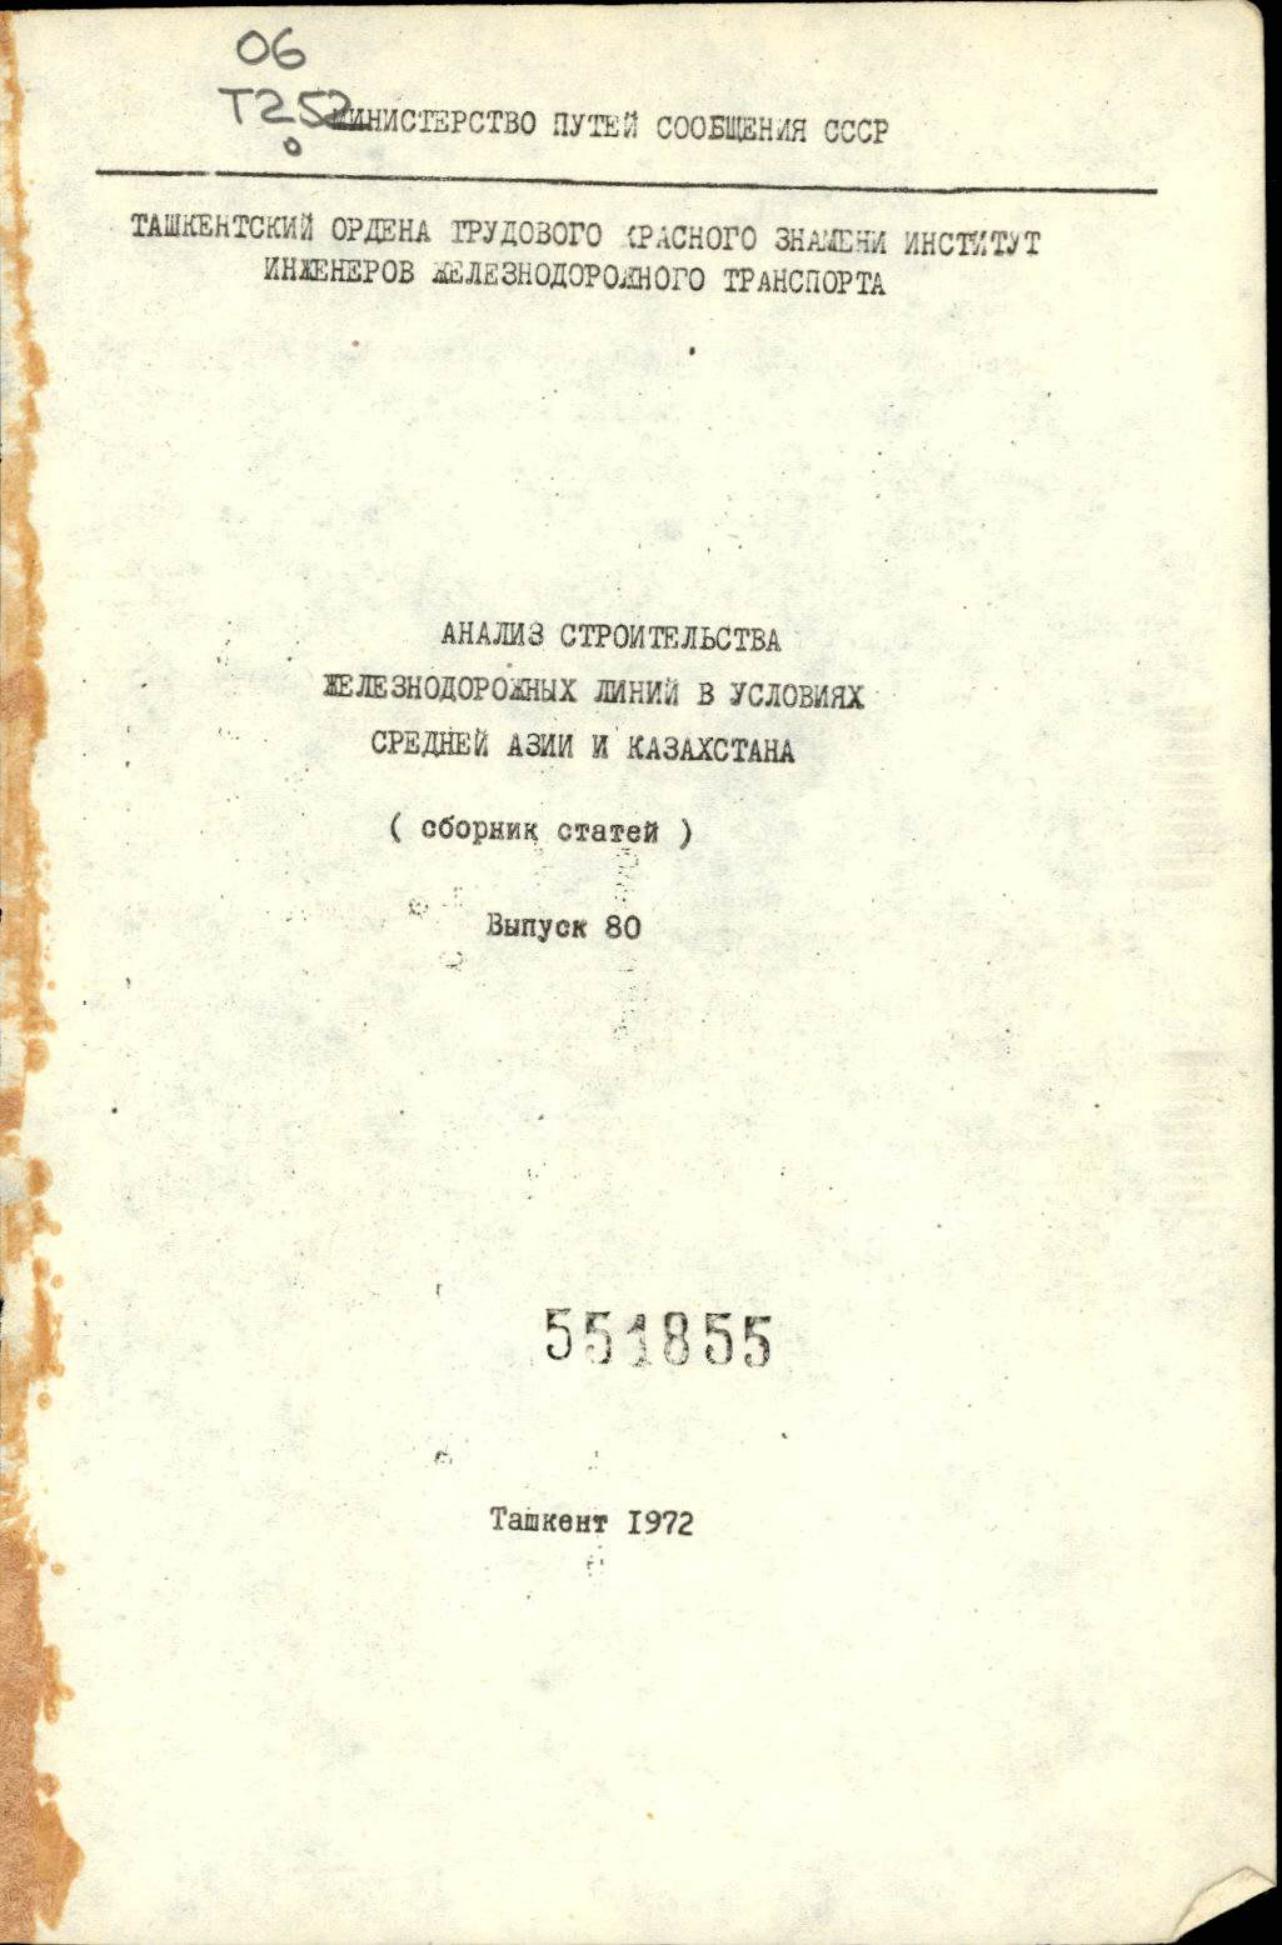 06
Т252
МИНИСТЕРСТВО ПУТЕЙ СООБЩЕНИЯ СССР
ТАШКЕНТСКИЙ ОРДЕНА ТРУДОВОГО КРАСНОГО ЗНАМЕНИ ИНСТИТУТ
ИНЖЕНЕРОВ ЖЕЛЕЗНОДОРОЖНОГО ТРАНСПОРТА
АНАЛИЗ СТРОИТЕЛЬСТВА
ЖЕЛЕЗНОДОРОЖНЫХ ЛИНИЙ В УСЛОВИЯХ
СРЕДНЕЙ АЗИИ И КАЗАХСТАНА
( сборник статей )
Выпуск 80
551855
Ташкент I972